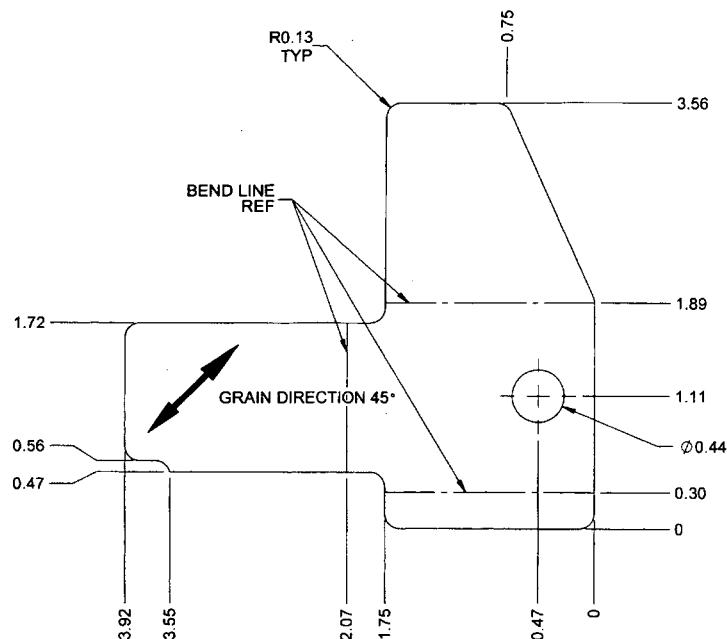 R0.13
TYP
0.75
3.56
BEND LINE
REF
1.89
1.72
GRAIN DIRECTION 45°
1.11
0.56
Ø0.44
0.47
0.30
0
3.92
3.55
2.07
1.75
0.47
0